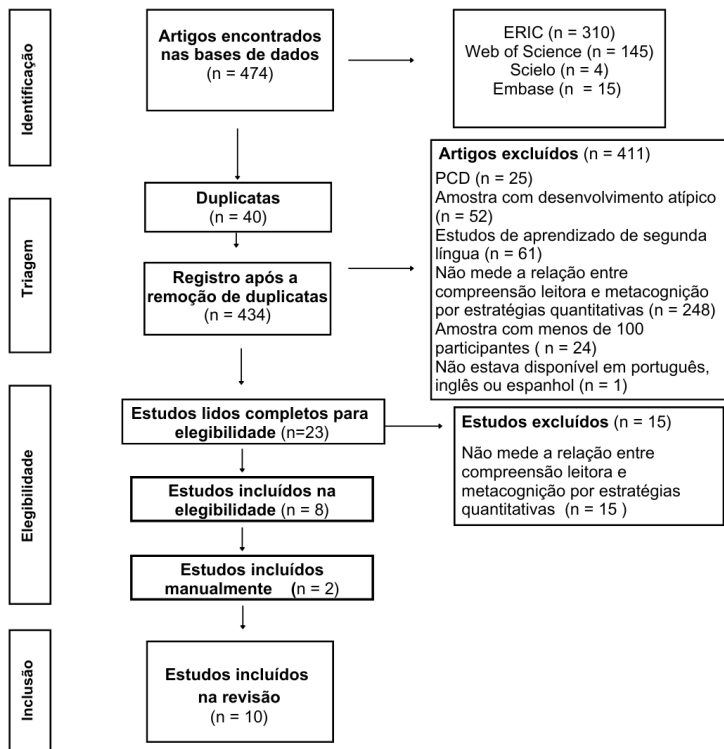 Identificação
Artigos encontrados
nas bases de dados
(n = 474)
ERIC (n = 310)
Web of Science (n = 145)
Scielo (n = 4)
Embase (n = 15)
Triagem
Duplicatas
(n = 40)
Registro após a
remoção de duplicatas
(n = 434)
Artigos excluídos (n = 411)
PCD (n = 25)
Amostra com desenvolvimento atípico
(n = 52)
Estudos de aprendizado de segunda
língua (n = 61)
Não mede a relação entre
compreensão leitora e metacognição
por estratégias quantitativas (n = 248)
Amostra com menos de 100
participantes ( n = 24)
Não estava disponível em português,
inglês ou espanhol (n = 1)
Elegibilidade
Estudos lidos completos para
elegibilidade (n=23)
Estudos excluídos (n = 15)
Não mede a relação entre
compreensão leitora e
metacognição por estratégias
quantitativas (n = 15 )
Estudos incluídos na
elegibilidade (n = 8)
Estudos incluídos
manualmente (n = 2)
Inclusão
Estudos incluídos
na revisão
(n = 10)